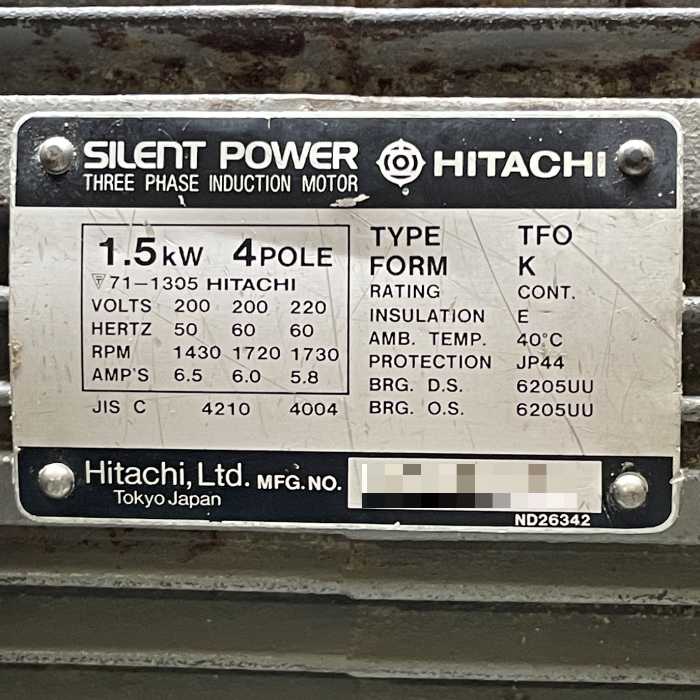 SILENT POWER HITACHI
THREE PHASE INDUCTION MOTOR
1.5kW 4POLE
71-1305 HITACHI
VOLTS 200 200 220
HERTZ 50 60 60
RPM 1430 1720 1730
AMP'S 6.5 6.0 5.8
JIS C 4210 4004
TYPE TFO
FORM K
RATING CONT.
INSULATION E
AMB. TEMP. 40°C
PROTECTION JP44
BRG. D.S. 6205UU
BRG. O.S. 6205UU
Hitachi, Ltd. MFG.NO.
Tokyo Japan
ND26342